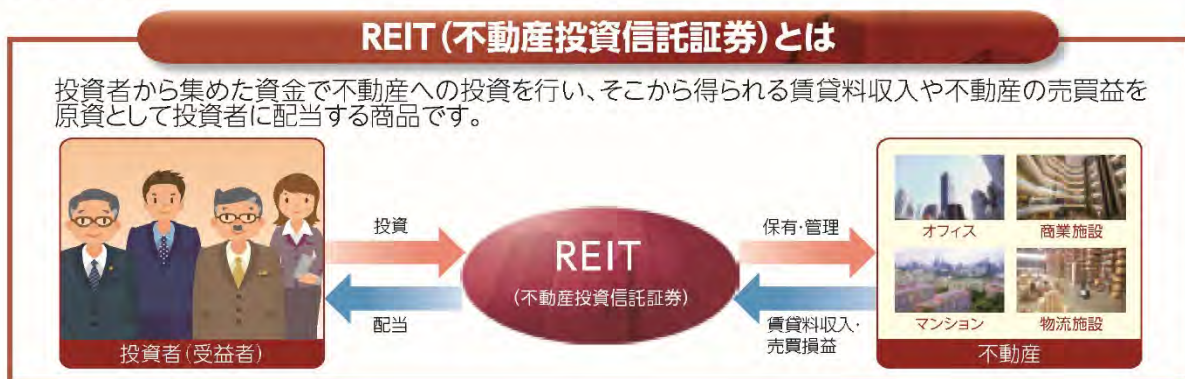 REIT(不動産投資信託証券)とは
投資者から集めた資金で不動産への投資を行い、そこから得られる賃貸料収入や不動産の売買益を
原資として投資者に配当する商品です。
投資
配当
投資者(受益者)
REIT
(不動産投資信託証券)
保有・管理
賃貸料収入・
売買損益
オフィス
商業施設
マンション
物流施設
不動産